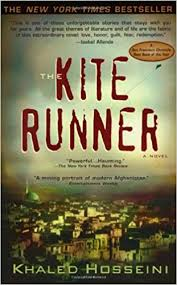 THE NEW YORK TIMES BESTSELLER
"This is one of those unforgettable stories that stays with you for
years. All the great themes of literature and of life are the fabric
of this extraordinary novel: love, honor, guilt, fear, redemption."
—Isabel Allende
THE
KITE
RUNNER
A NOVEL
"Powerful...Haunting."
—The New York Times Book Review
"A moving portrait of modern Afghanistan."
—Entertainment Weekly
KHALED HOSSEINI